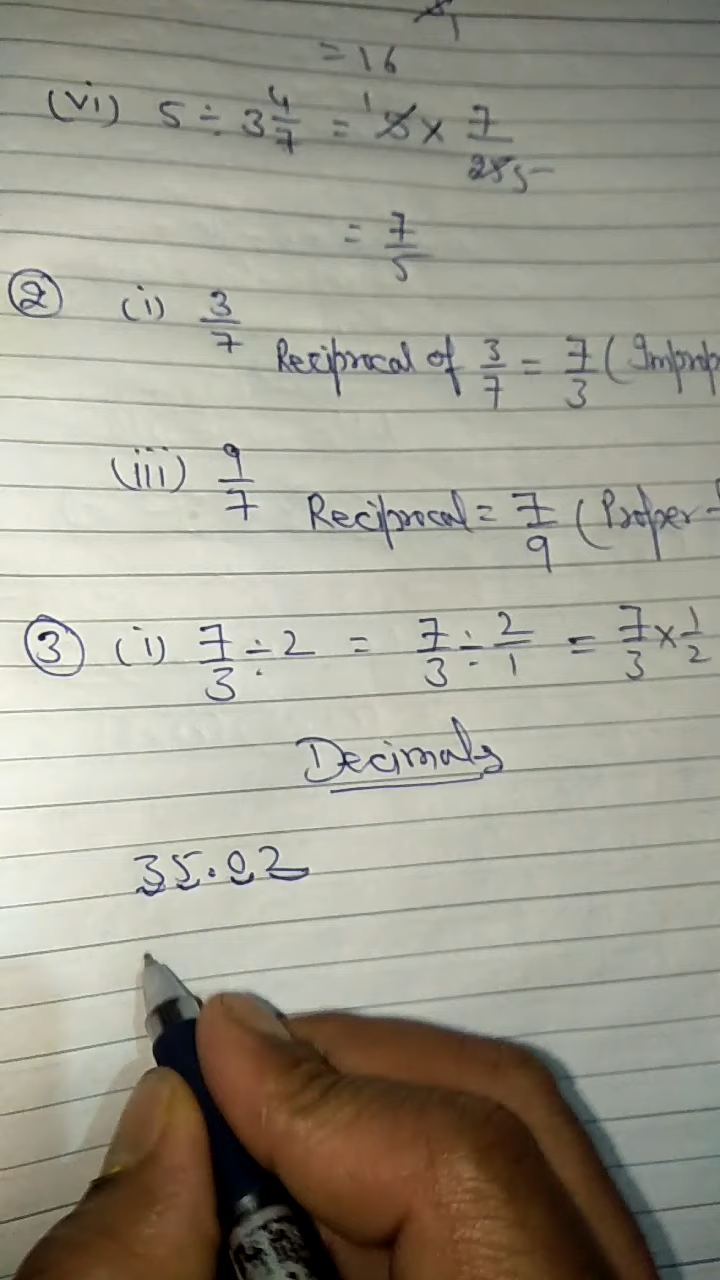 = 16
(vi) 5 ÷ 3 4/7 = ¹5 × 7/25 5
= 7/5
② (i) 3/7 Reciprocal of 3/7 = 7/3 (Improp
(iii) 9/7 Reciprocal = 7/9 (Proper
③ (i) 7/3 ÷ 2 = 7/3 ÷ 2/1 = 7/3 × 1/2
Decimals
35.02